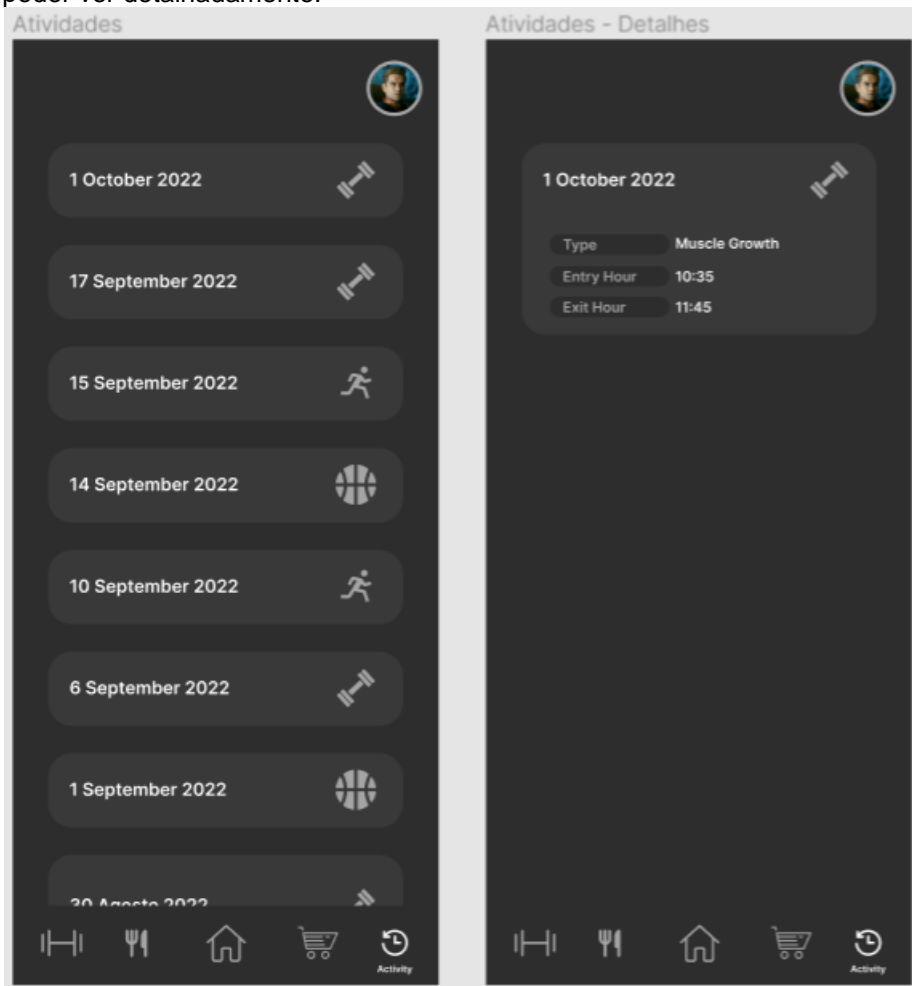 poder ver detalhadamente.
Atividades
1 October 2022
17 September 2022
15 September 2022
14 September 2022
10 September 2022
6 September 2022
1 September 2022
30 Agosto 2022
Activity
Atividades - Detalhes
1 October 2022
Type Muscle Growth
Entry Hour 10:35
Exit Hour 11:45
Activity